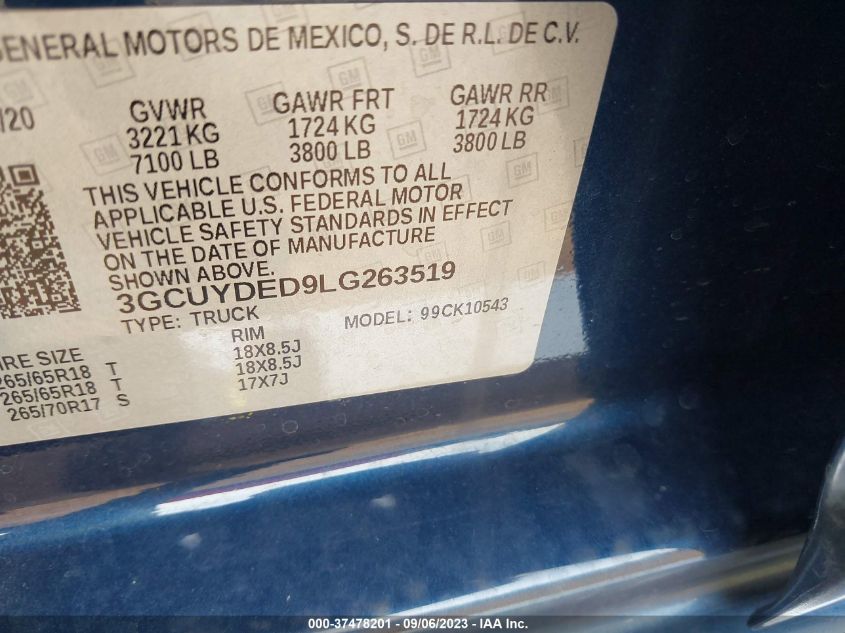 GENERAL MOTORS DE MEXICO, S. DE R.L. DE C.V.
/20 GVWR GAWR FRT GAWR RR
3221 KG 1724 KG 1724 KG
7100 LB 3800 LB 3800 LB
THIS VEHICLE CONFORMS TO ALL
APPLICABLE U.S. FEDERAL MOTOR
VEHICLE SAFETY STANDARDS IN EFFECT
ON THE DATE OF MANUFACTURE
SHOWN ABOVE.
3GCUYDED9LG263519
TYPE: TRUCK MODEL: 99CK10543
IRE SIZE RIM
265/65R18 T 18X8.5J
265/65R18 T 18X8.5J
265/70R17 S 17X7J
000-37478201 - 09/06/2023 - IAA Inc.